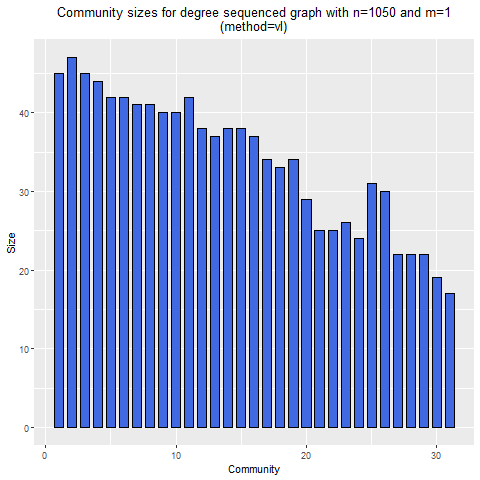 Community sizes for degree sequenced graph with n=1050 and m=1
(method=vl)
Size
40
30
20
10
0
0 10 20 30
Community